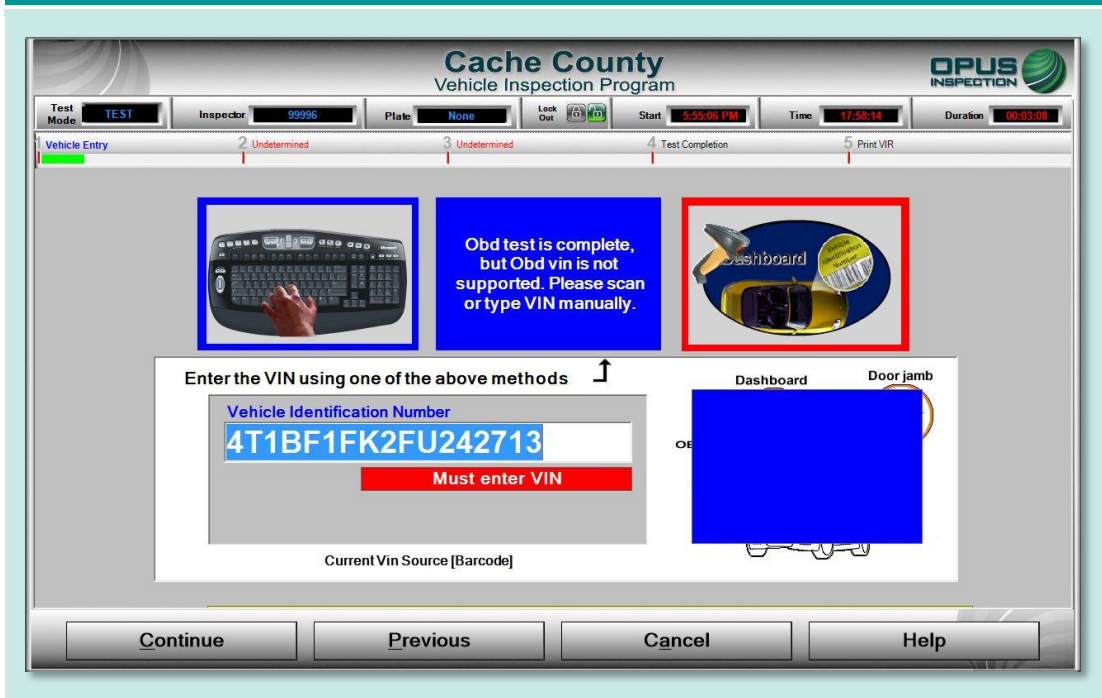 Cache County
Vehicle Inspection Program
OPUS
INSPECTION
Test Mode TEST Inspector 99996 Plate None Lock Out Start 5:55:06 PM Time 17:58:14 Duration 00:03:08
1 Vehicle Entry 2 Undetermined 3 Undetermined 4 Test Completion 5 Print VIR
Obd test is complete,
but Obd vin is not
supported. Please scan
or type VIN manually.
Dashboard
Vehicle
Identification
Number
Enter the VIN using one of the above methods
Dashboard Door jamb
Vehicle Identification Number
4T1BF1FK2FU242713
Must enter VIN
Current Vin Source [Barcode]
Continue Previous Cancel Help